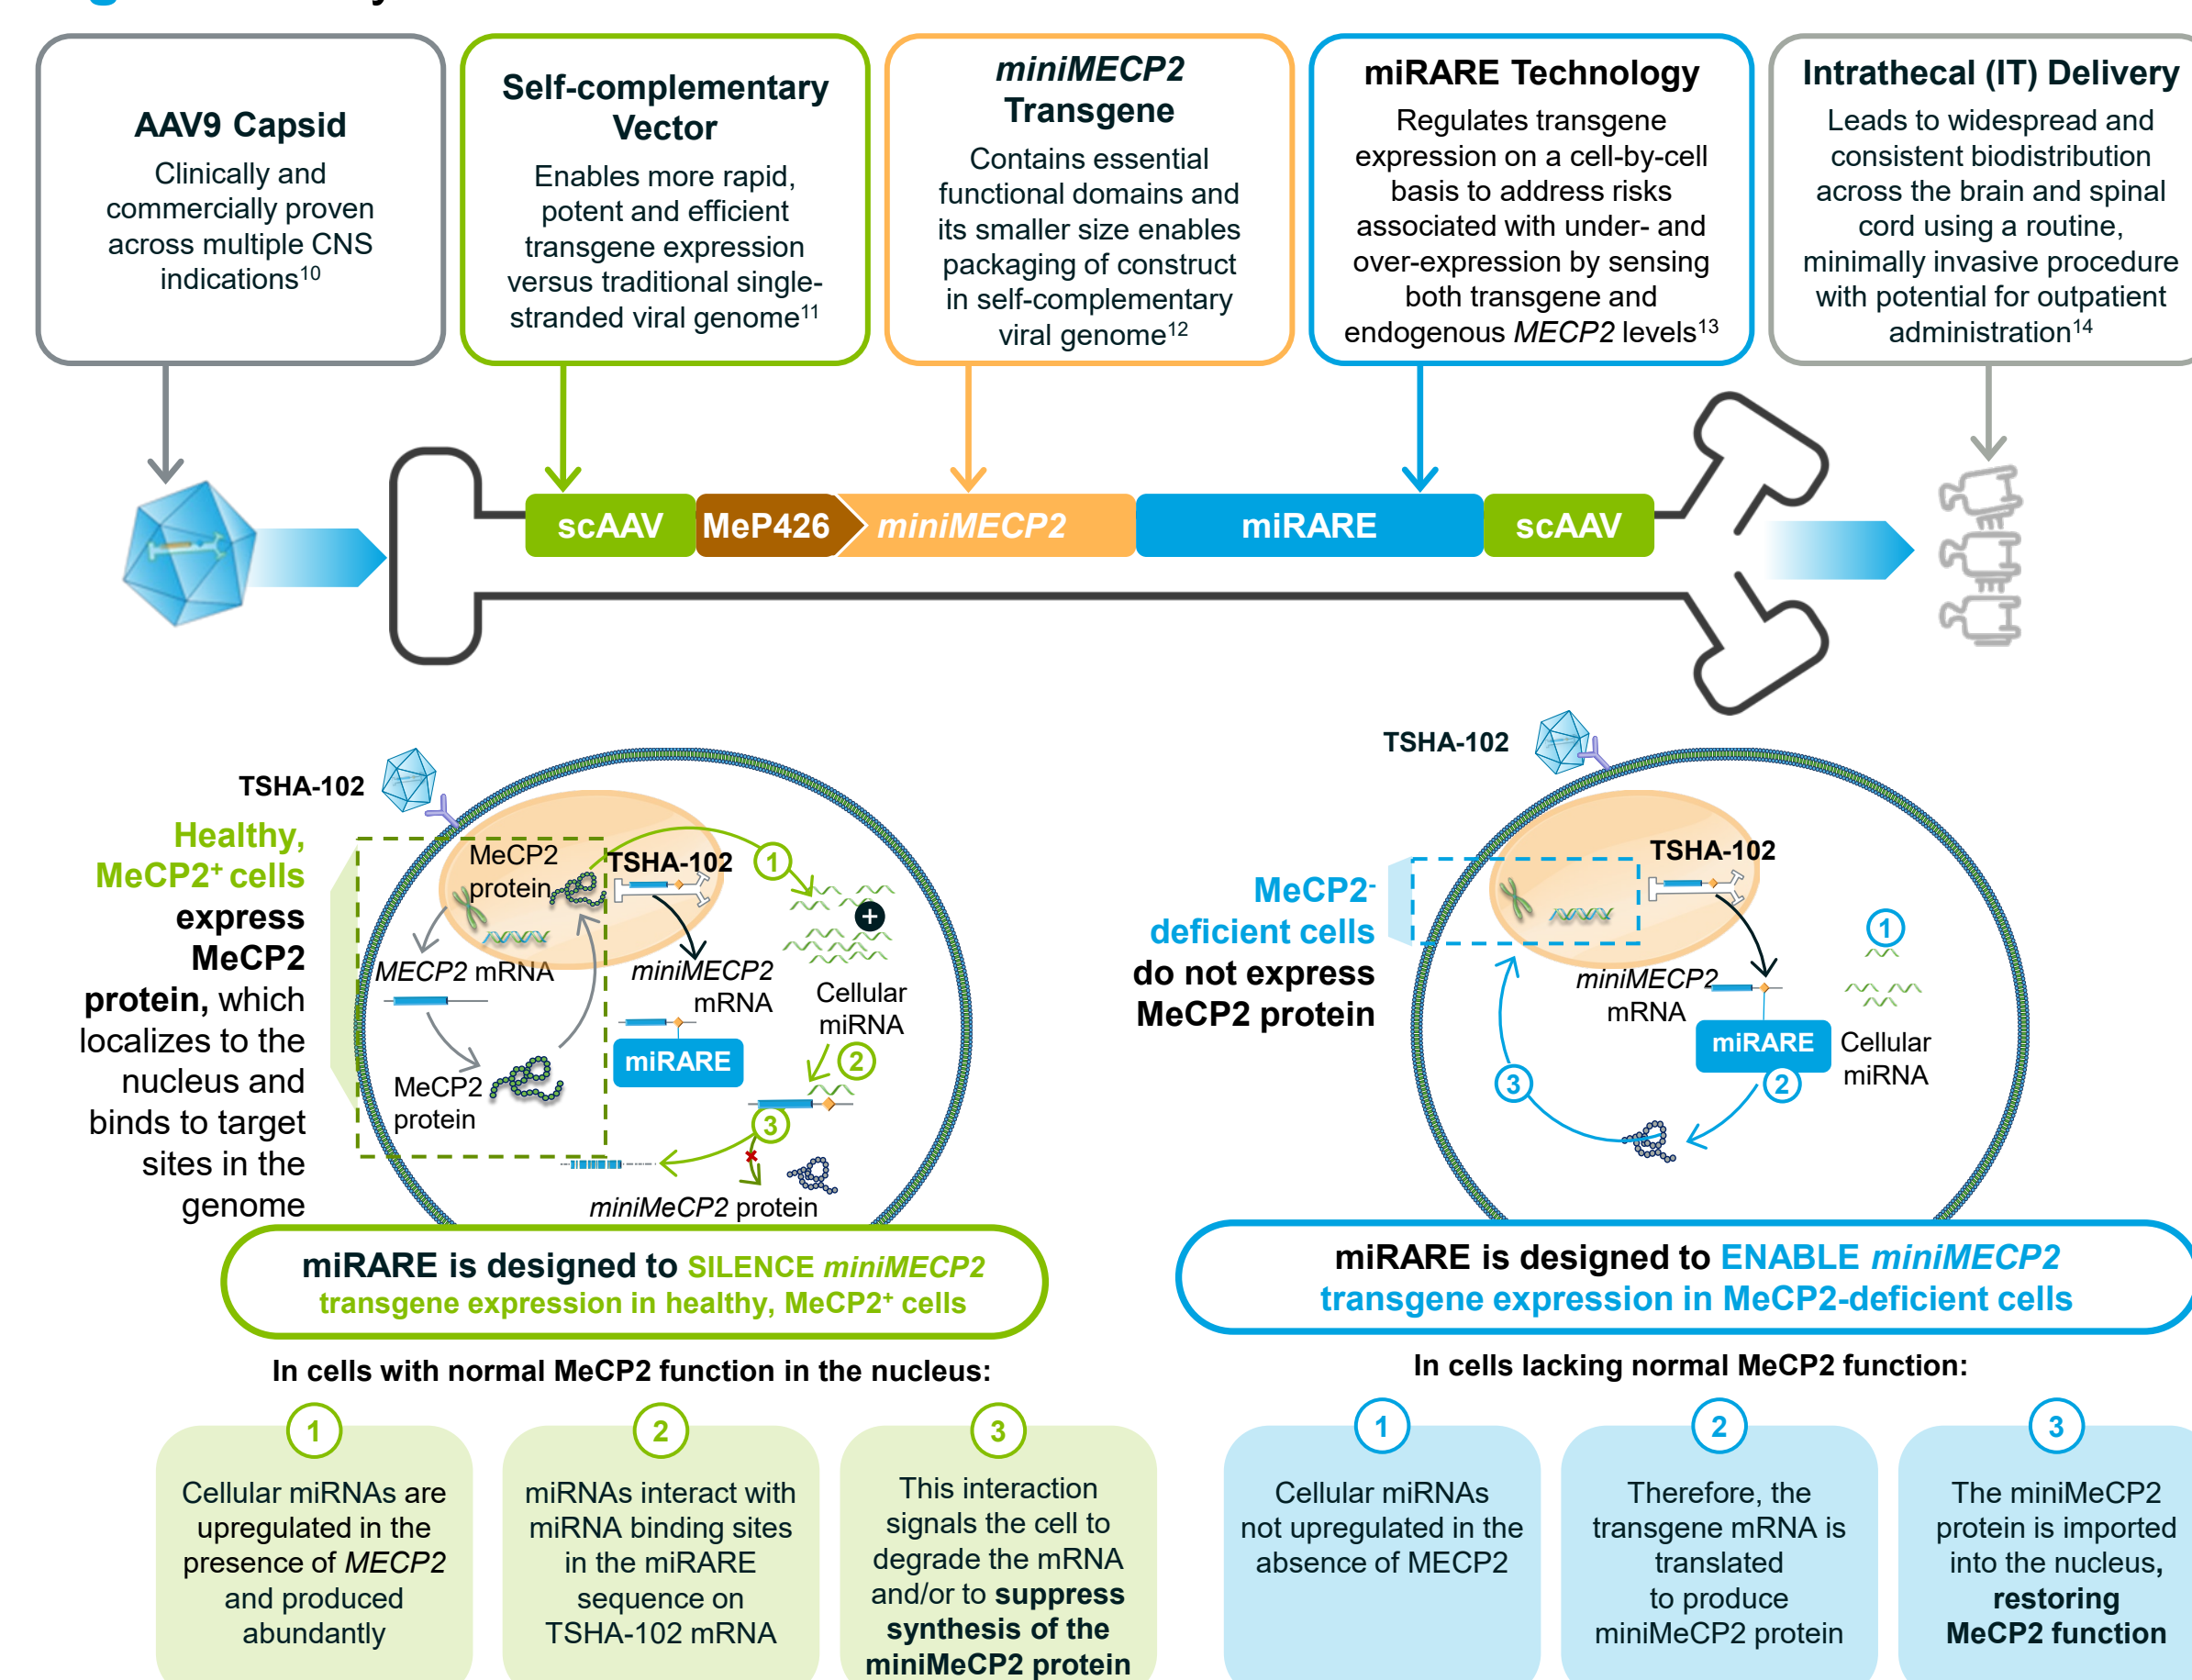 AAV9 Capsid
Clinically and
commercially proven
across multiple CNS
indications10
Self-complementary
Vector
Enables more rapid,
potent and efficient
transgene expression
versus traditional single-
stranded viral genome11
miniMECP2
Transgene
Contains essential
functional domains and
its smaller size enables
packaging of construct
in self-complementary
viral genome12
miRARE Technology
Regulates transgene
expression on a cell-by-cell
basis to address risks
associated with under- and
over-expression by sensing
both transgene and
endogenous MECP2 levels13
Intrathecal (IT) Delivery
Leads to widespread and
consistent biodistribution
across the brain and spinal
cord using a routine,
minimally invasive procedure
with potential for outpatient
administration14
scAAV
MeP426
miniMECP2
miRARE
scAAV
TSHA-102
Healthy,
MeCP2+ cells
express
MeCP2
protein, which
localizes to the
nucleus and
binds to target
sites in the
genome
MeCP2
protein
TSHA-102
1
+
MECP2 mRNA
miniMECP2
mRNA
Cellular
miRNA
miRARE
2
MeCP2
protein
3
miniMeCP2 protein
miRARE is designed to SILENCE miniMECP2
transgene expression in healthy, MeCP2+ cells
In cells with normal MeCP2 function in the nucleus:
1
Cellular miRNAs are
upregulated in the
presence of MECP2
and produced
abundantly
2
miRNAs interact with
miRNA binding sites
in the miRARE
sequence on
TSHA-102 mRNA
3
This interaction
signals the cell to
degrade the mRNA
and/or to suppress
synthesis of the
miniMeCP2 protein
TSHA-102
MeCP2-
deficient cells
do not express
MeCP2 protein
TSHA-102
1
miniMECP2
mRNA
miRARE
Cellular
miRNA
2
3
miRARE is designed to ENABLE miniMECP2
transgene expression in MeCP2-deficient cells
In cells lacking normal MeCP2 function:
1
Cellular miRNAs
not upregulated in the
absence of MECP2
2
Therefore, the
transgene mRNA is
translated
to produce
miniMeCP2 protein
3
The miniMeCP2
protein is imported
into the nucleus,
restoring
MeCP2 function